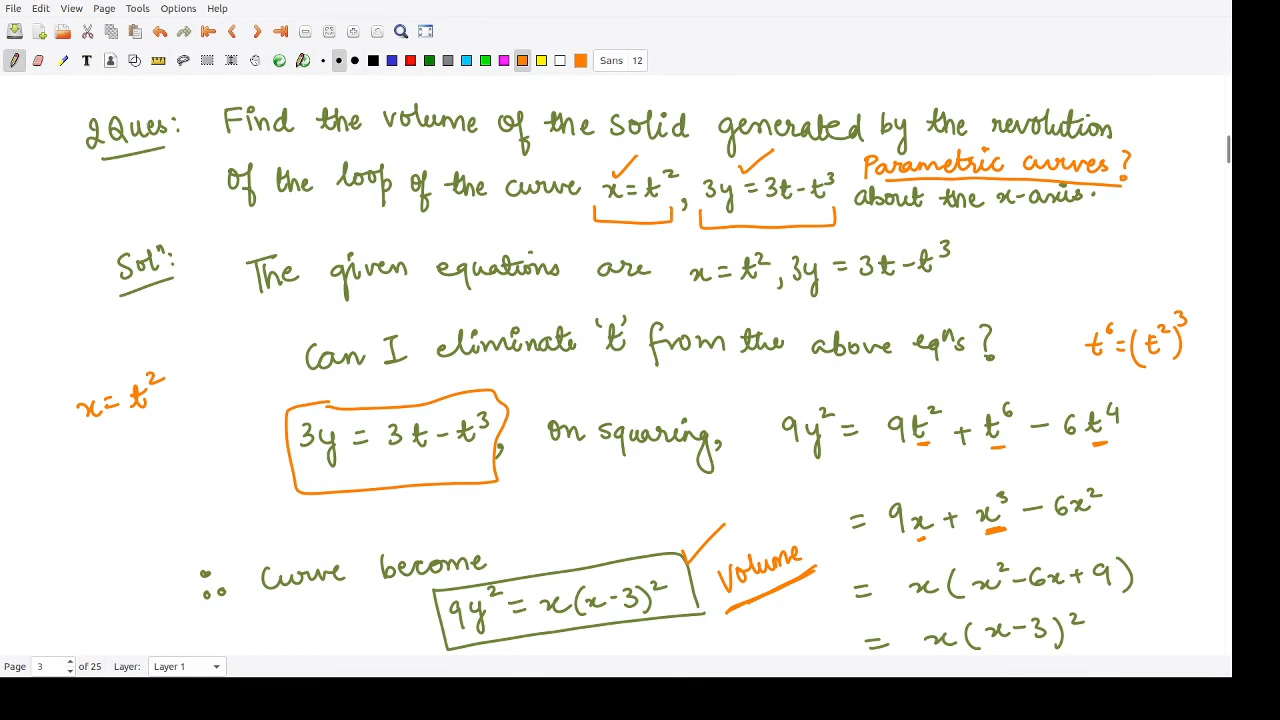 File Edit View Page Tools Options Help
Sans 12
2 Ques: Find the volume of the solid generated by the revolution
Parametric curves?
of the loop of the curve x = t², 3y = 3t - t³ about the x-axis.
Solⁿ: The given equations are x = t², 3y = 3t - t³
Can I eliminate 't' from the above eqⁿs?
t⁶ = (t²)³
x = t²
3y = 3t - t³, on squaring, 9y² = 9t² + t⁶ - 6t⁴
= 9x + x³ - 6x²
∴ Curve become
Volume
= x(x² - 6x + 9)
9y² = x(x-3)²
= x(x-3)²
Page 3 of 25 Layer: Layer 1